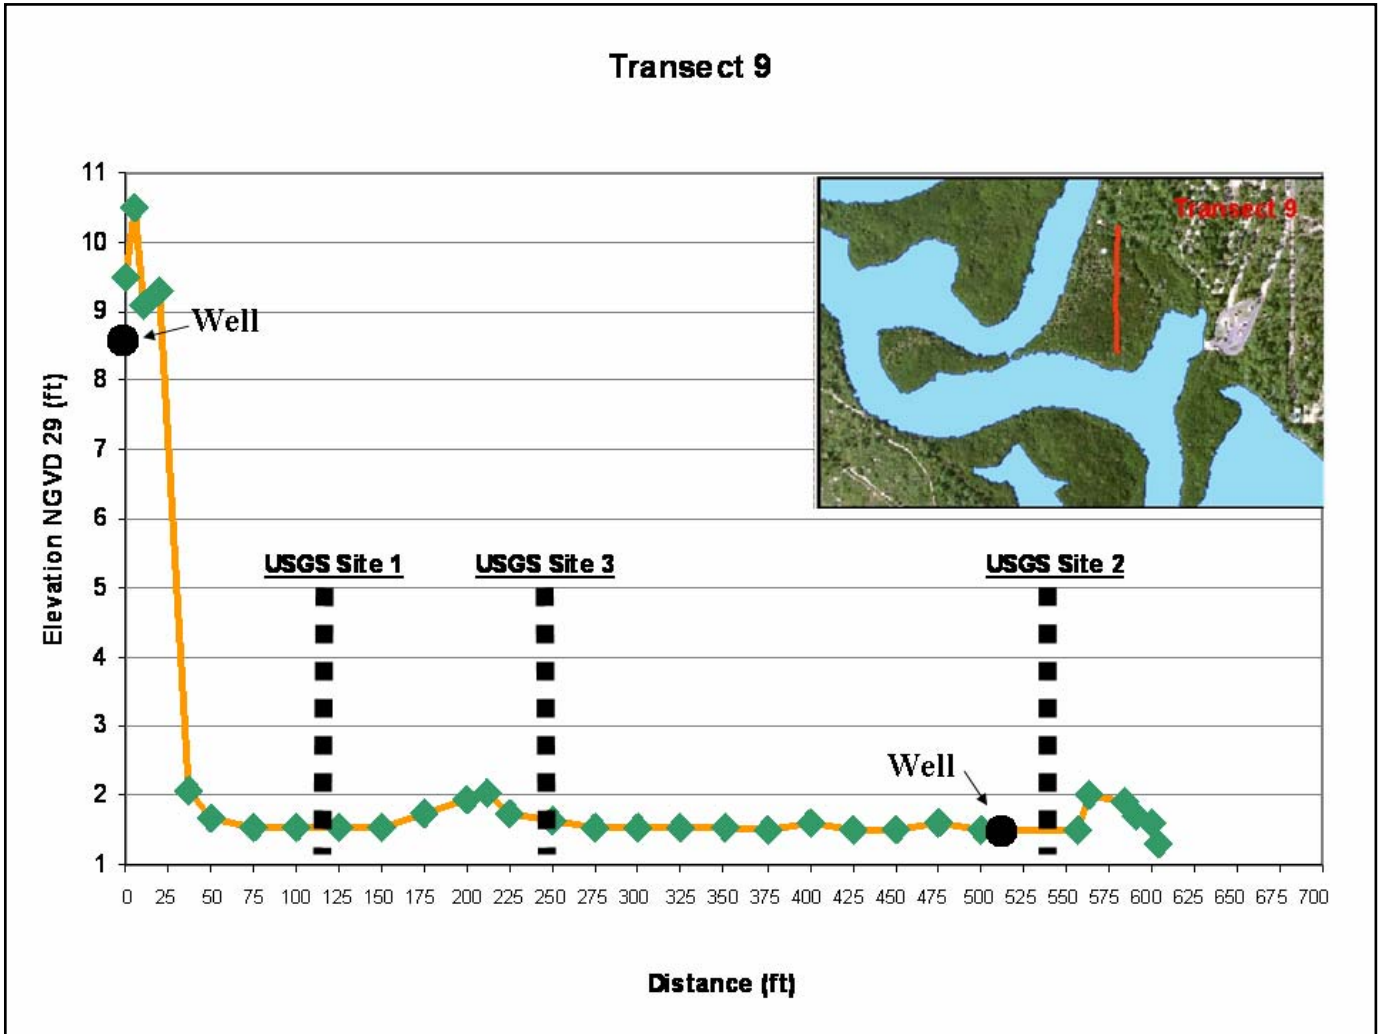 Transect 9
11
10
9
8
7
6
5
4
3
2
1
Elevation NGVD 29 (ft)
Well
Transect 9
USGS Site 1
USGS Site 3
USGS Site 2
Well
0 25 50 75 100 125 150 175 200 225 250 275 300 325 350 375 400 425 450 475 500 525 550 575 600 625 650 675 700
Distance (ft)